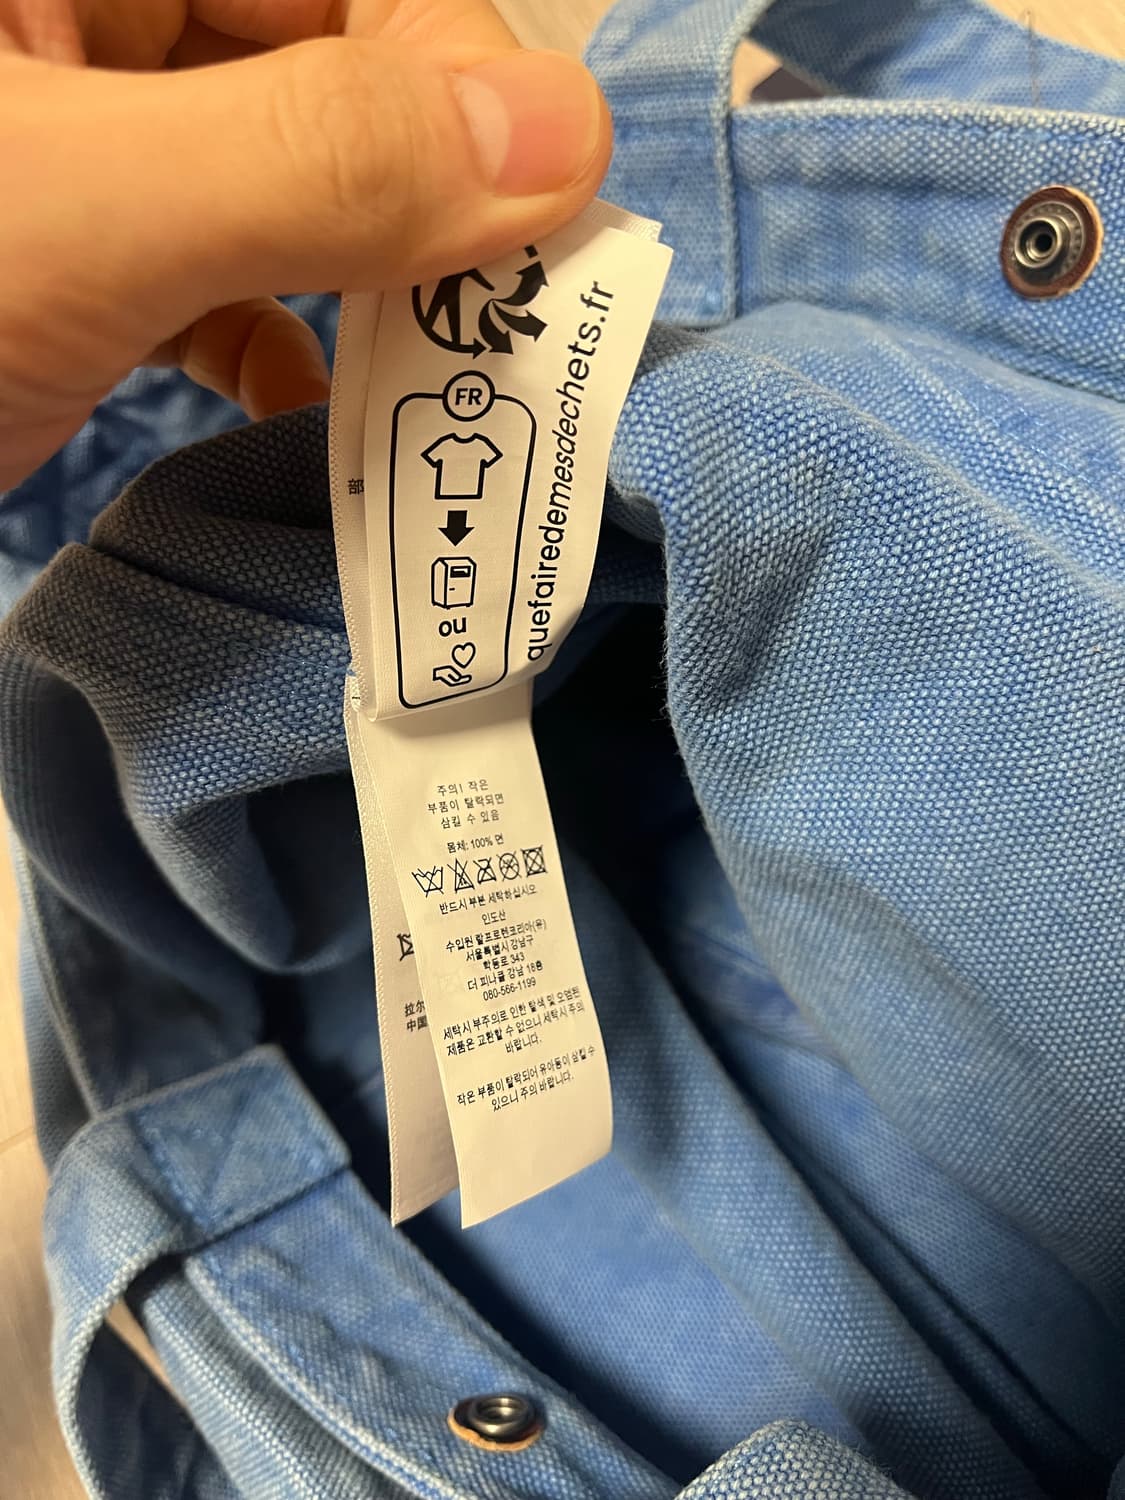 FR
OU
quefairedemesdechets.fr
주의! 작은
부품이 탈락되면
삼킬 수 있음
몸체: 100% 면
반드시 부분 세탁하십시오
인도산
수입원 랄프로렌코리아(유)
서울특별시 강남구
학동로 343
더 피나클 강남 18층
080-566-1199
세탁시 부주의로 인한 탈색 및 오염된
제품은 교환할 수 없으니 세탁시 주의
바랍니다.
작은 부품이 탈락되어 유아동이 삼킬 수
있으니 주의 바랍니다.
拉尔
中国